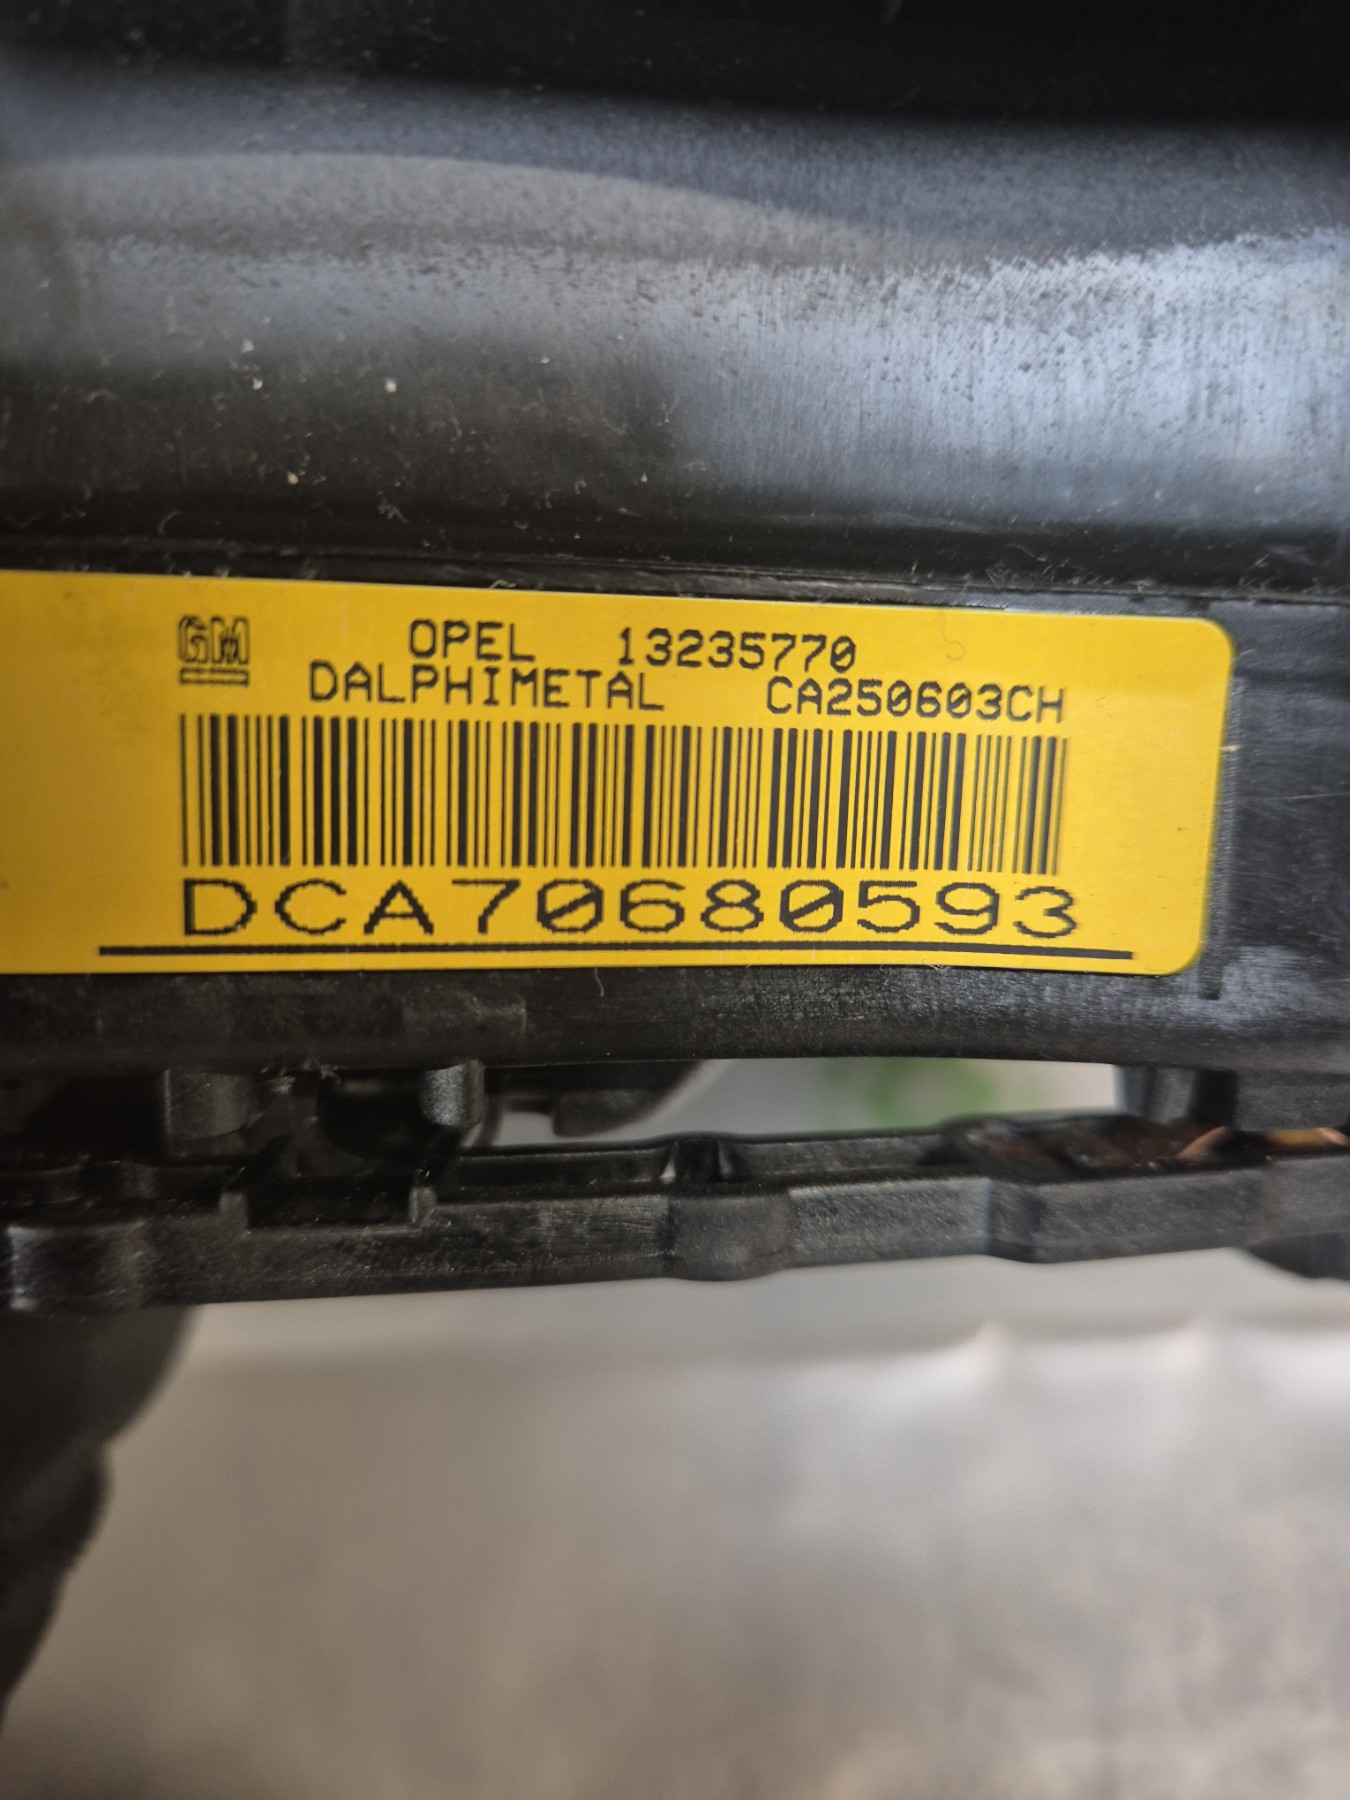 GM OPEL 13235770
DALPHIMETAL CA250603CH
DCA70680593